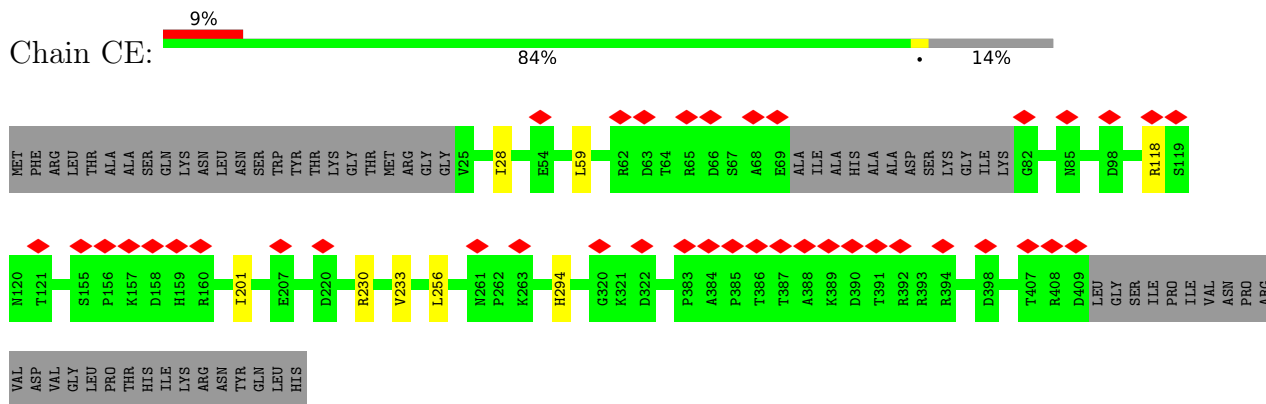 9%
Chain CE:
84% • 14%
MET PHE ARG LEU THR ALA ALA SER GLN LYS ASN LEU ASN SER TRP TYR THR LYS GLY THR MET ARG GLY GLY V25 I28 E54 L59 R62 D63 T64 R65 D66 S67 A68 E69 ALA ILE ALA HIS ALA ALA ASP SER LYS GLY ILE LYS G82 N85 D98 R118 S119
N120 T121 S155 P156 K157 D158 H159 R160 I201 E207 D220 R230 V233 L256 N261 P262 K263 H294 G320 K321 D322 P383 A384 P385 T386 T387 A388 K389 D390 T391 R392 R393 R394 D398 T407 R408 D409 LEU GLY SER ILE PRO ILE VAL ASN PRO ARG
VAL ASP VAL GLY LEU PRO THR HIS ILE LYS ARG ASN TYR GLN LEU HIS